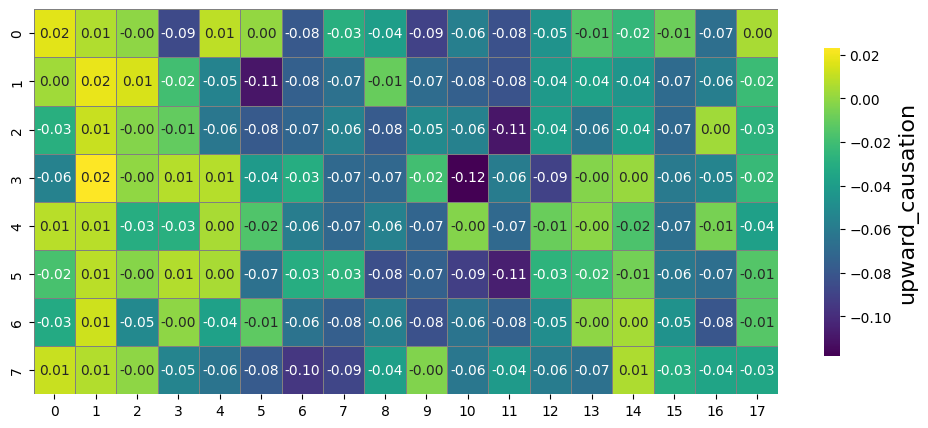 0 0.02 0.01 -0.00 -0.09 0.01 0.00 -0.08 -0.03 -0.04 -0.09 -0.06 -0.08 -0.05 -0.01 -0.02 -0.01 -0.07 0.00
1 0.00 0.02 0.01 -0.02 -0.05 -0.11 -0.08 -0.07 -0.01 -0.07 -0.08 -0.08 -0.04 -0.04 -0.04 -0.07 -0.06 -0.02
2 -0.03 0.01 -0.00 -0.01 -0.06 -0.08 -0.07 -0.06 -0.08 -0.05 -0.06 -0.11 -0.04 -0.06 -0.04 -0.07 0.00 -0.03
3 -0.06 0.02 -0.00 0.01 0.01 -0.04 -0.03 -0.07 -0.07 -0.02 -0.12 -0.06 -0.09 -0.00 0.00 -0.06 -0.05 -0.02
4 0.01 0.01 -0.03 -0.03 0.00 -0.02 -0.06 -0.07 -0.06 -0.07 -0.00 -0.07 -0.01 -0.00 -0.02 -0.07 -0.01 -0.04
5 -0.02 0.01 -0.00 0.01 0.00 -0.07 -0.03 -0.03 -0.08 -0.07 -0.09 -0.11 -0.03 -0.02 -0.01 -0.06 -0.07 -0.01
6 -0.03 0.01 -0.05 -0.00 -0.04 -0.01 -0.06 -0.08 -0.06 -0.08 -0.06 -0.08 -0.05 -0.00 0.00 -0.05 -0.08 -0.01
7 0.01 0.01 -0.00 -0.05 -0.06 -0.08 -0.10 -0.09 -0.04 -0.00 -0.06 -0.04 -0.06 -0.07 0.01 -0.03 -0.04 -0.03
0 1 2 3 4 5 6 7 8 9 10 11 12 13 14 15 16 17
0.02
0.00
−0.02
−0.04
−0.06
−0.08
−0.10
upward_causation